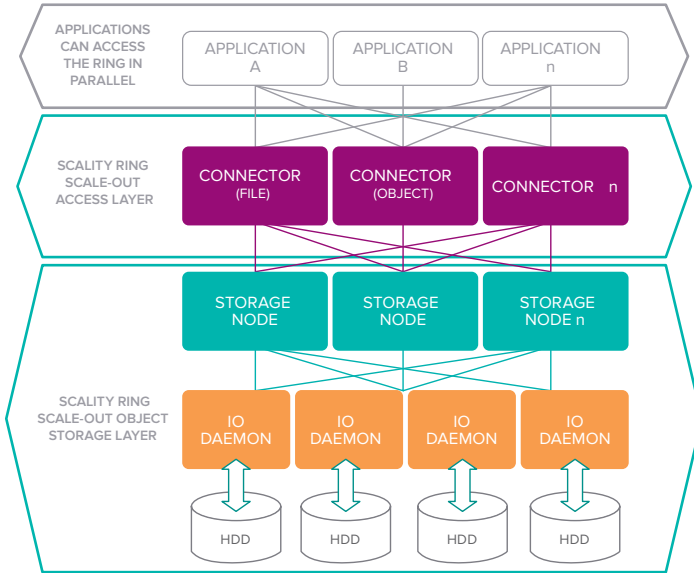 APPLICATIONS
CAN ACCESS
THE RING IN
PARALLEL
APPLICATION
A
APPLICATION
B
APPLICATION
n
SCALITY RING
SCALE-OUT
ACCESS LAYER
CONNECTOR
(FILE)
CONNECTOR
(OBJECT)
CONNECTOR n
STORAGE
NODE
STORAGE
NODE
STORAGE
NODE n
SCALITY RING
SCALE-OUT OBJECT
STORAGE LAYER
IO
DAEMON
IO
DAEMON
IO
DAEMON
IO
DAEMON
HDD
HDD
HDD
HDD